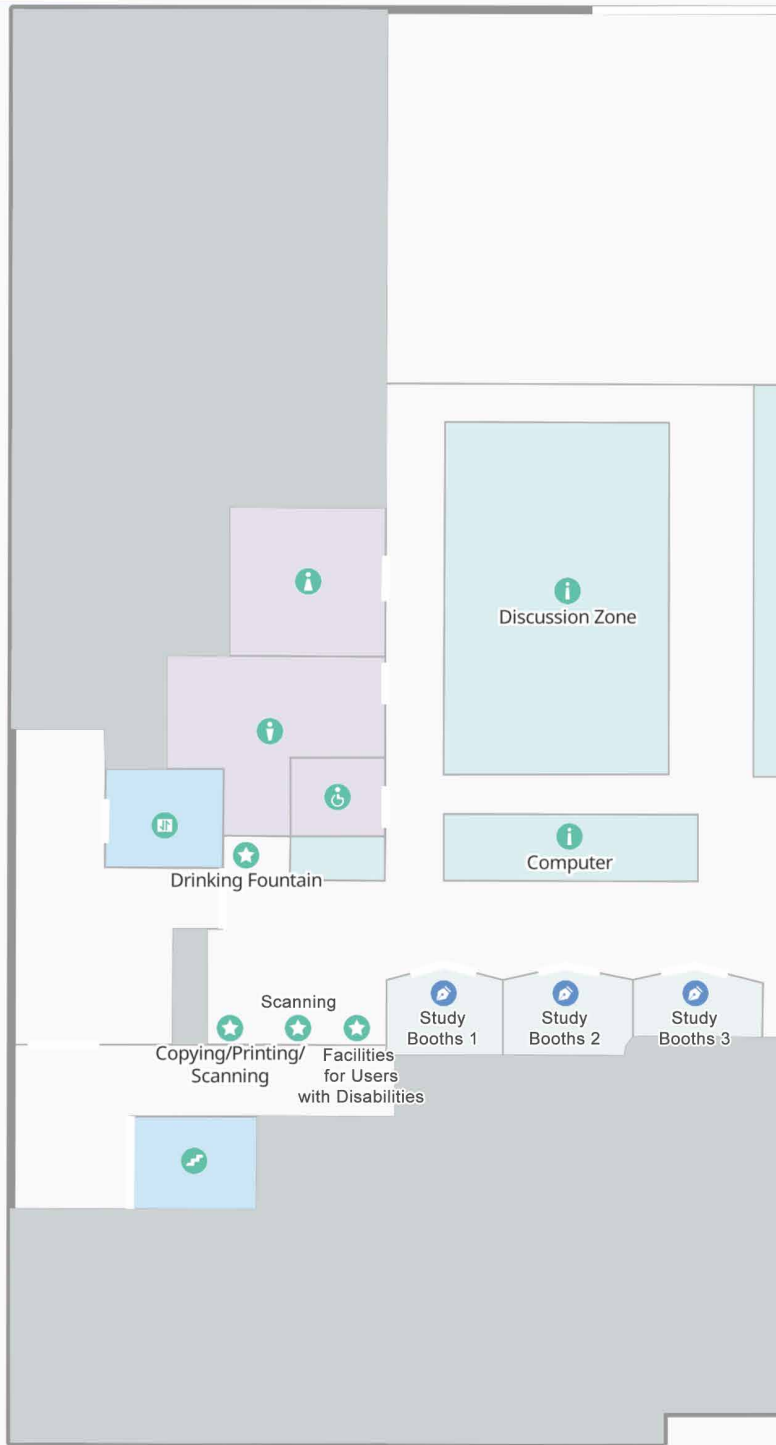 Discussion Zone
Computer
Drinking Fountain
Scanning
Copying/Printing/
Scanning
Facilities
for Users
with Disabilities
Study
Booths 1
Study
Booths 2
Study
Booths 3